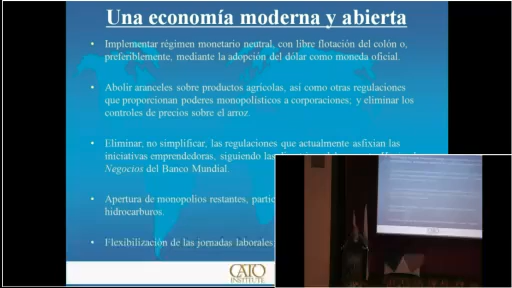 Una economía moderna y abierta
• Implementar régimen monetario neutral, con libre flotación del colón o,
preferiblemente, mediante la adopción del dólar como moneda oficial.
• Abolir aranceles sobre productos agrícolas, así como otras regulaciones
que proporcionan poderes monopolísticos a corporaciones; y eliminar los
controles de precios sobre el arroz.
• Eliminar, no simplificar, las regulaciones que actualmente asfixian las
iniciativas emprendedoras, siguiendo las
Negocios del Banco Mundial.
• Apertura de monopolios restantes,
hidrocarburos.
• Flexibilización de las jornadas laborales
CATO
INSTITUTE